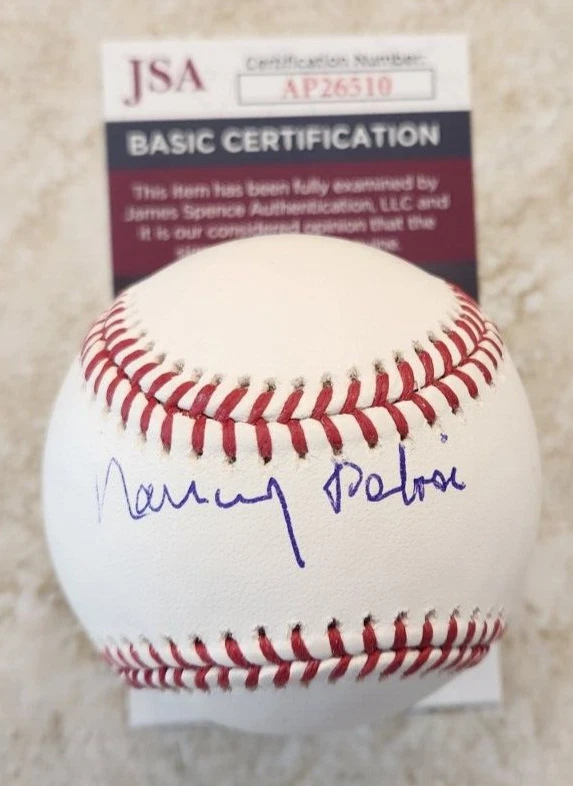 JSA
Certification Number:
AP26510
BASIC CERTIFICATION
This item has been fully examined by
James Spence Authentication, LLC and
it is our considered opinion that the
Nancy Pelosi